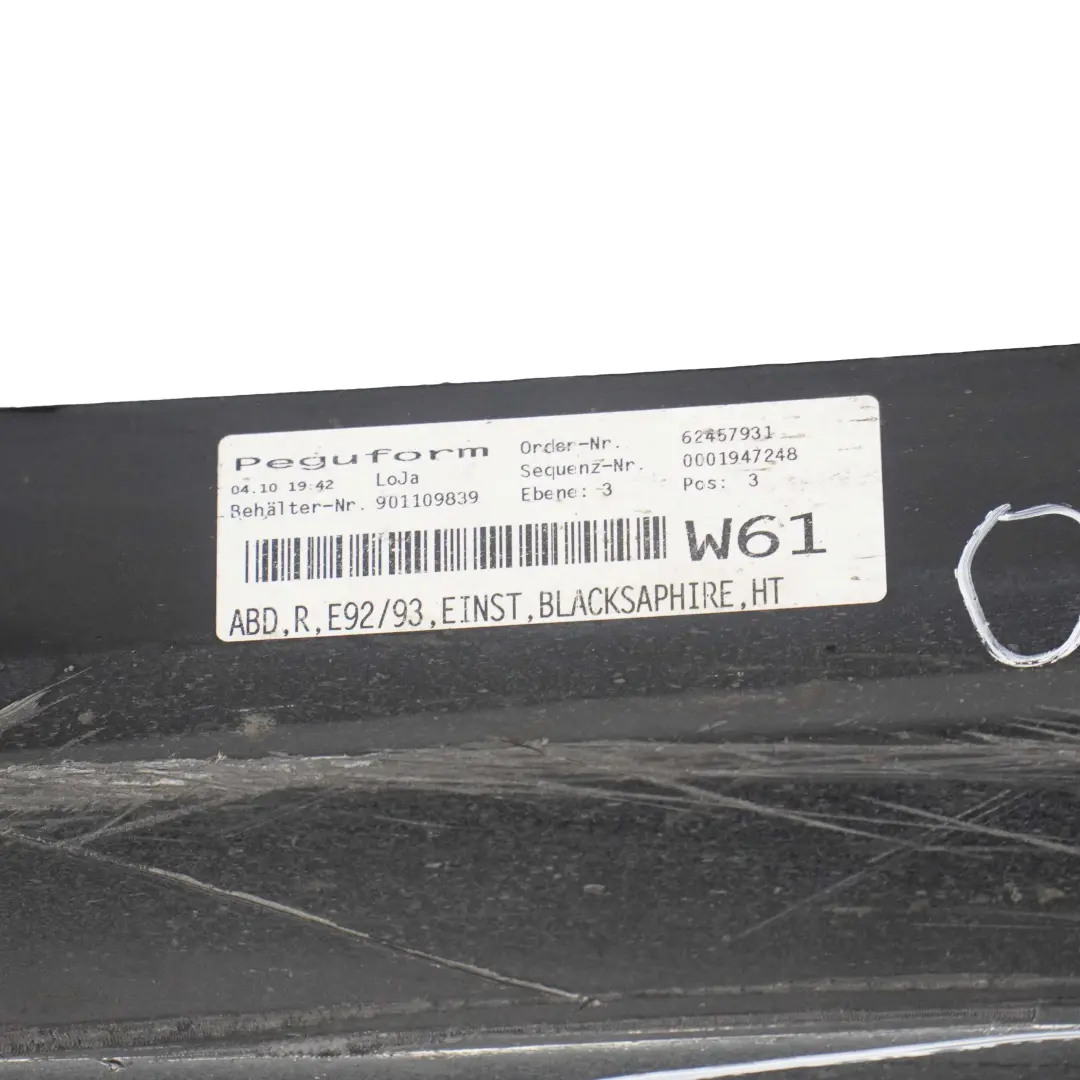 Peguform
04.10 19:42 LoJa
Behälter-Nr. 901109839
Order-Nr. 62457931
Sequenz-Nr. 0001947248
Ebene: 3 Pos: 3
W61
ABD,R,E92/93,EINST,BLACKSAPHIRE,HT